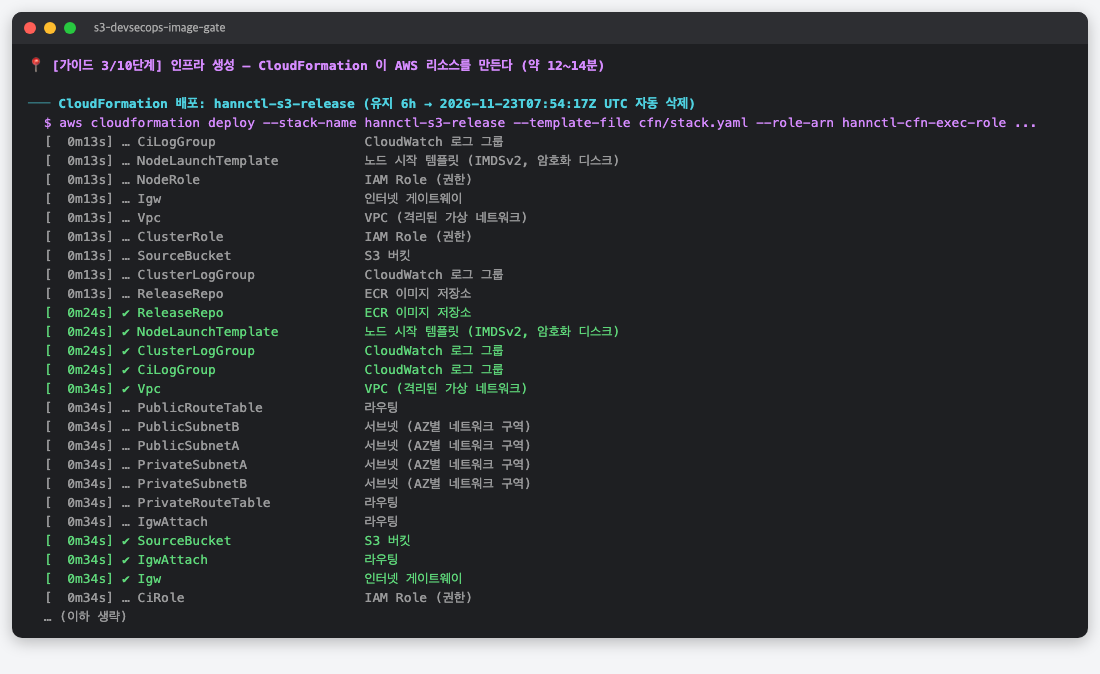 s3-devsecops-image-gate
📍 [가이드 3/10단계] 인프라 생성 — CloudFormation 이 AWS 리소스를 만든다 (약 12~14분)
─── CloudFormation 배포: hannctl-s3-release (유지 6h → 2026-11-23T07:54:17Z UTC 자동 삭제)
$ aws cloudformation deploy --stack-name hannctl-s3-release --template-file cfn/stack.yaml --role-arn hannctl-cfn-exec-role ...
[  0m13s] … CiLogGroup CloudWatch 로그 그룹
[  0m13s] … NodeLaunchTemplate 노드 시작 템플릿 (IMDSv2, 암호화 디스크)
[  0m13s] … NodeRole IAM Role (권한)
[  0m13s] … Igw 인터넷 게이트웨이
[  0m13s] … Vpc VPC (격리된 가상 네트워크)
[  0m13s] … ClusterRole IAM Role (권한)
[  0m13s] … SourceBucket S3 버킷
[  0m13s] … ClusterLogGroup CloudWatch 로그 그룹
[  0m13s] … ReleaseRepo ECR 이미지 저장소
[  0m24s] ✔ ReleaseRepo ECR 이미지 저장소
[  0m24s] ✔ NodeLaunchTemplate 노드 시작 템플릿 (IMDSv2, 암호화 디스크)
[  0m24s] ✔ ClusterLogGroup CloudWatch 로그 그룹
[  0m24s] ✔ CiLogGroup CloudWatch 로그 그룹
[  0m34s] ✔ Vpc VPC (격리된 가상 네트워크)
[  0m34s] … PublicRouteTable 라우팅
[  0m34s] … PublicSubnetB 서브넷 (AZ별 네트워크 구역)
[  0m34s] … PublicSubnetA 서브넷 (AZ별 네트워크 구역)
[  0m34s] … PrivateSubnetA 서브넷 (AZ별 네트워크 구역)
[  0m34s] … PrivateSubnetB 서브넷 (AZ별 네트워크 구역)
[  0m34s] … PrivateRouteTable 라우팅
[  0m34s] … IgwAttach 라우팅
[  0m34s] ✔ SourceBucket S3 버킷
[  0m34s] ✔ IgwAttach 라우팅
[  0m34s] ✔ Igw 인터넷 게이트웨이
[  0m34s] … CiRole IAM Role (권한)
… (이하 생략)